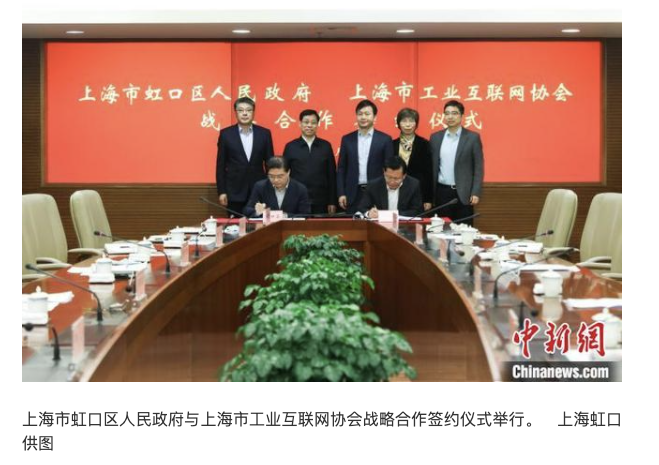 上海市虹口区人民政府 上海市工业互联网协会
战 合作 仪式
中新網
Chinanews.com
上海市虹口区人民政府与上海市工业互联网协会战略合作签约仪式举行。 上海虹口
供图